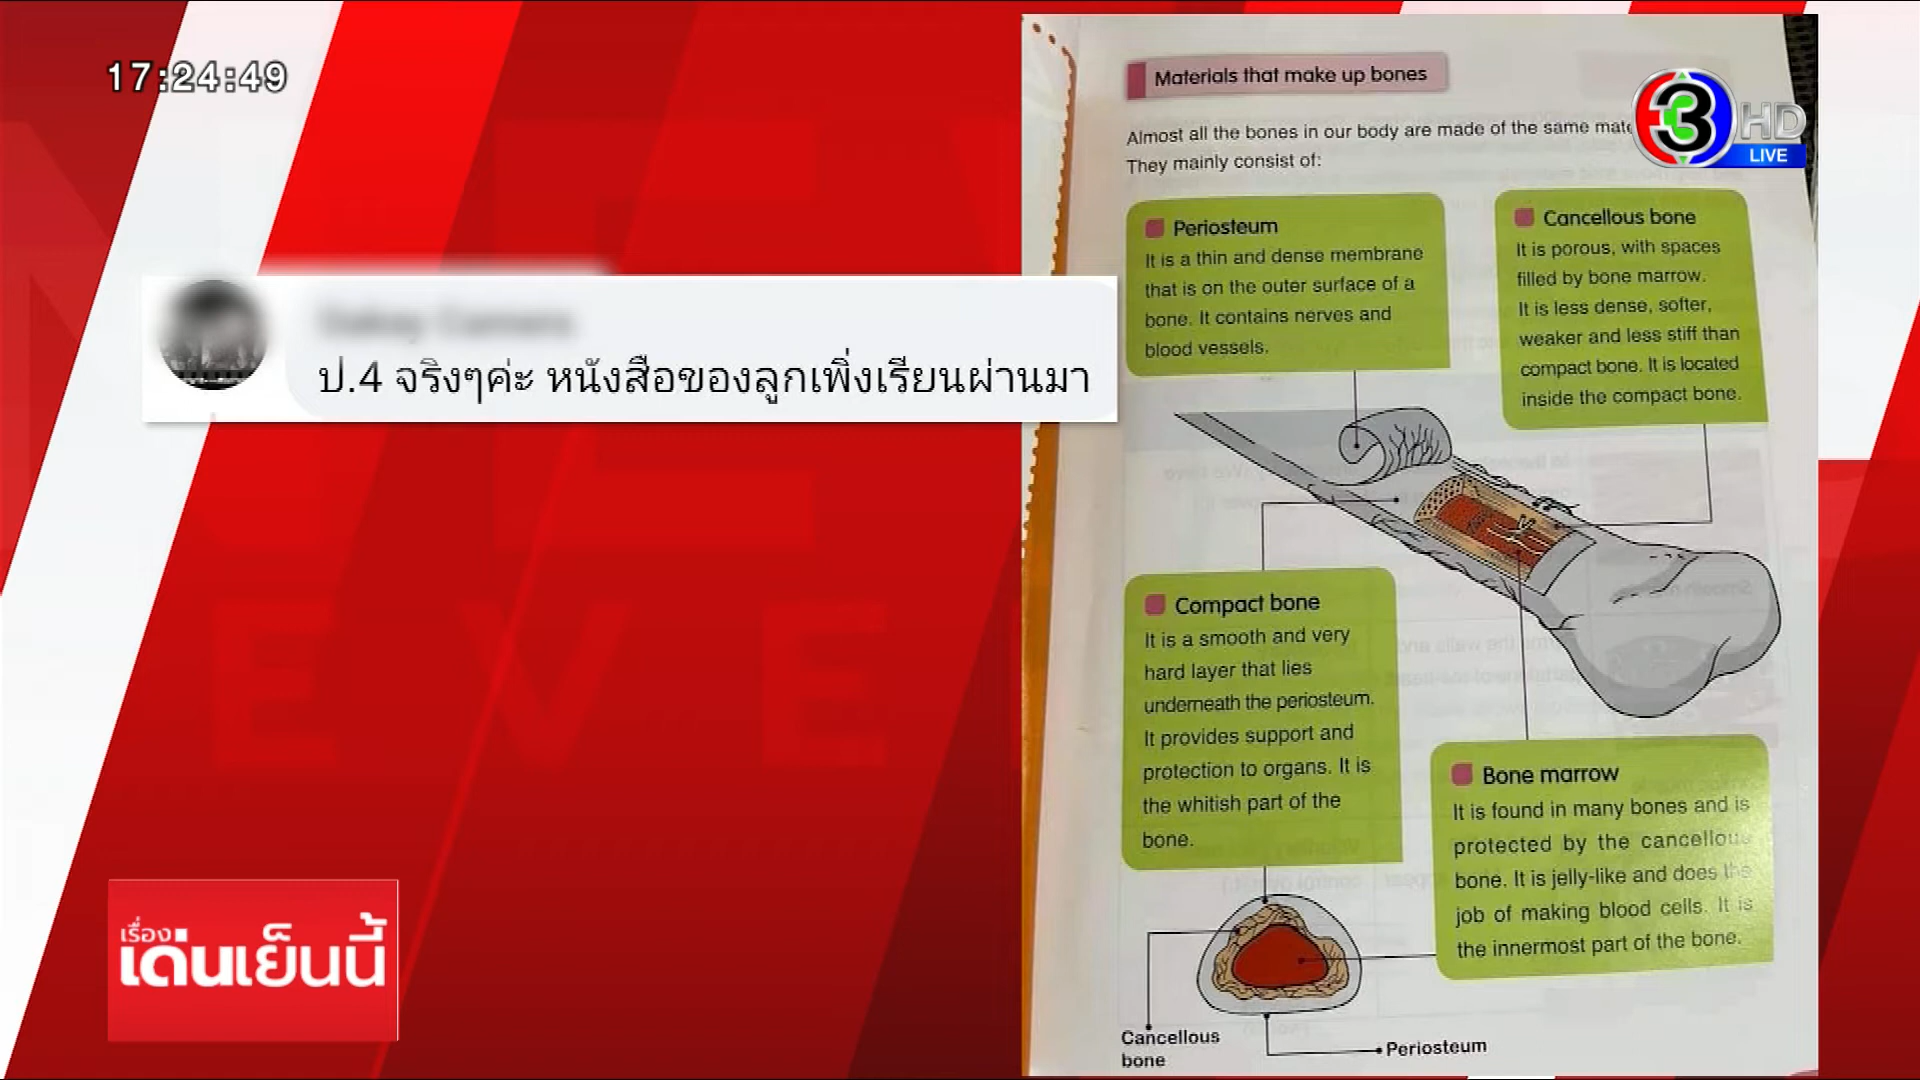 17:24:49
3 HD
LIVE
ป.4 จริงๆค่ะ หนังสือของลูกเพิ่งเรียนผ่านมา
เรื่อง
เด่นเย็นนี้
Materials that make up bones
Almost all the bones in our body are made of the same
They mainly consist of:
Periosteum
It is a thin and dense membrane
that is on the outer surface of a
bone. It contains nerves and
blood vessels.
Cancellous bone
It is porous, with spaces
filled by bone marrow.
It is less dense, softer,
weaker and less stiff than
compact bone. It is located
inside the compact bone.
Compact bone
It is a smooth and very
hard layer that lies
underneath the periosteum.
It provides support and
protection to organs. It is
the whitish part of the
bone.
Bone marrow
It is found in many bones and is
protected by the cancellous
bone. It is jelly-like and does the
job of making blood cells. It is
the innermost part of the bone.
Cancellous
bone
Periosteum